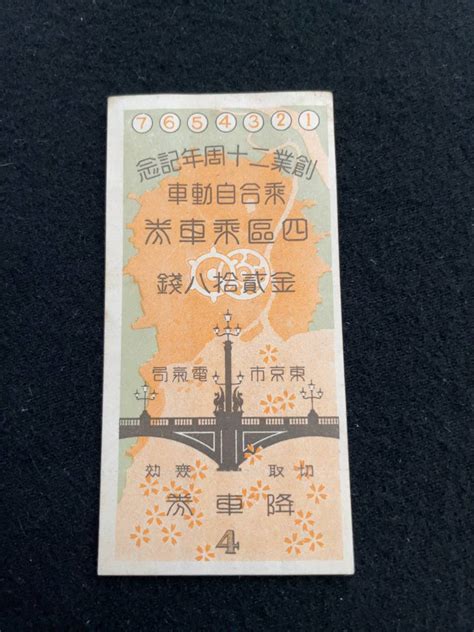 ①②③④⑤⑥⑦
創業二十周年記念
乘合自動車
四區乘車券
金貳拾八錢
東京市電氣局
切取無効
降車券
4